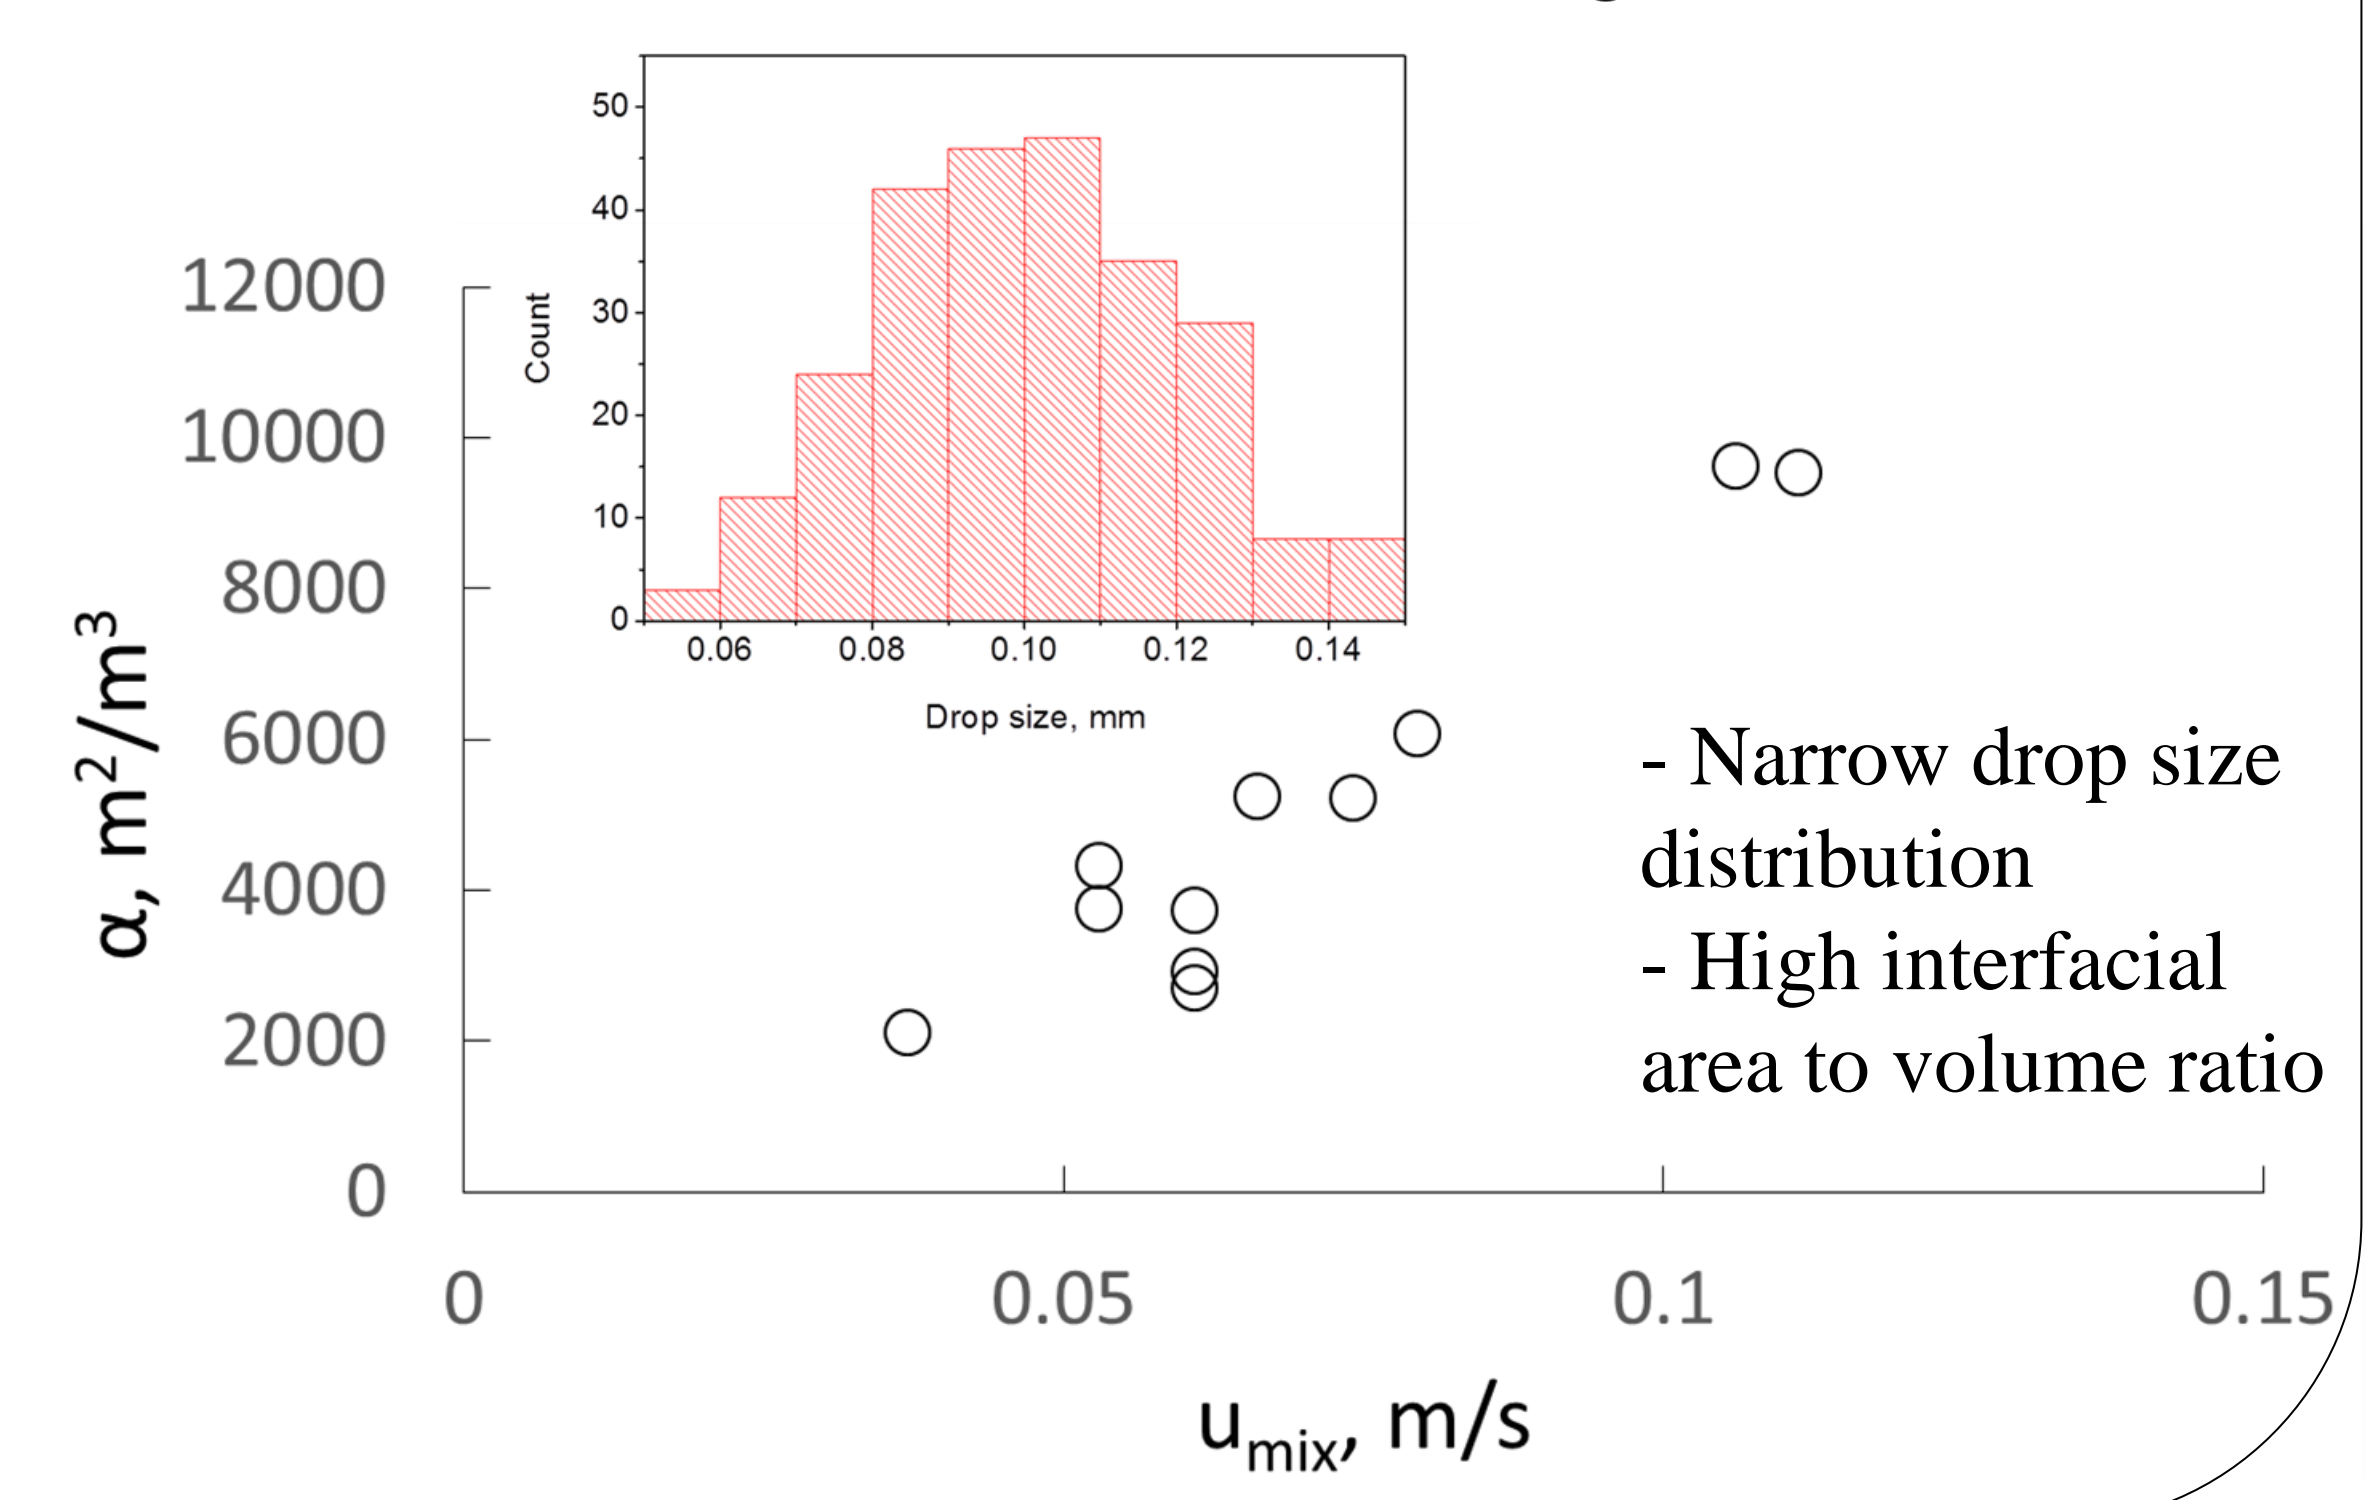 50
40
30
20
10
0
Count
0.06 0.08 0.10 0.12 0.14
Drop size, mm
12000
10000
8000
6000
4000
2000
0
α, m²/m³
0 0.05 0.1 0.15
uₘᵢₓ, m/s
- Narrow drop size
distribution
- High interfacial
area to volume ratio